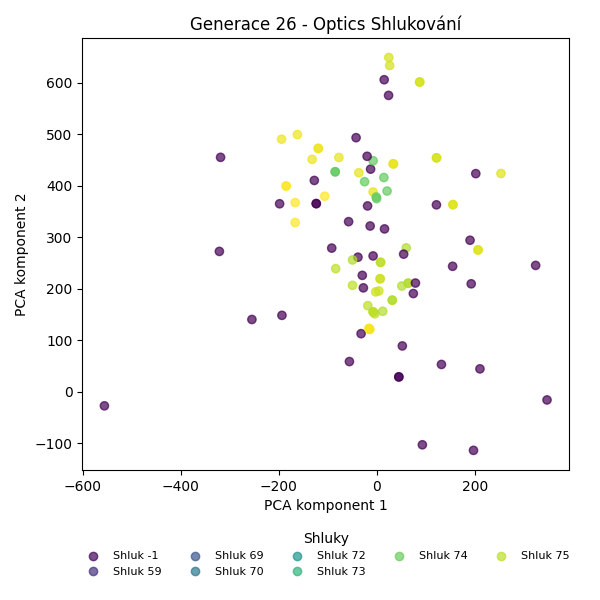 Generace 26 - Optics Shlukování
PCA komponent 2
600
500
400
300
200
100
0
−100
−600 −400 −200 0 200
PCA komponent 1
Shluky
Shluk -1 Shluk 69 Shluk 72 Shluk 74 Shluk 75
Shluk 59 Shluk 70 Shluk 73